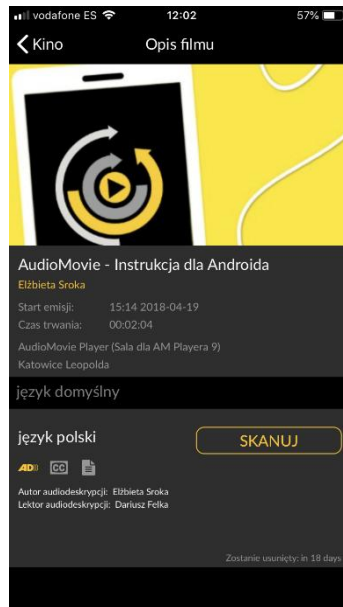 vodafone ES 12:02 57%
Kino Opis filmu
AudioMovie - Instrukcja dla Androida
Elżbieta Sroka
Start emisji: 15:14 2018-04-19
Czas trwania: 00:02:04
AudioMovie Player (Sala dla AM Playera 9)
Katowice Leopolda
język domyślny
język polski SKANUJ
AD CC
Autor audiodeskrypcji: Elżbieta Sroka
Lektor audiodeskrypcji: Dariusz Felka
Zostanie usunięty: in 18 days